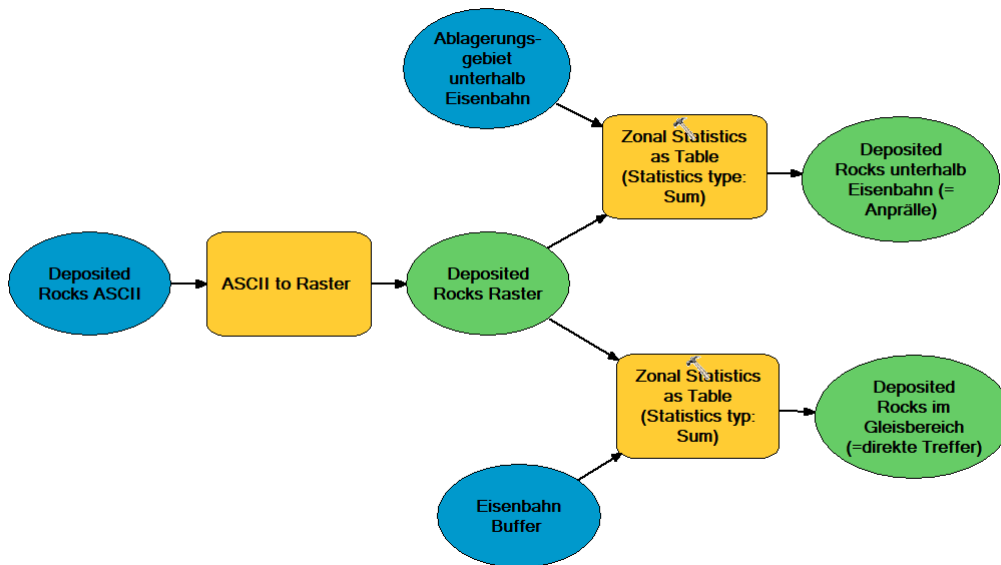 Ablagerungs-
gebiet
unterhalb
Eisenbahn
Zonal Statistics
as Table
(Statistics type:
Sum)
Deposited
Rocks unterhalb
Eisenbahn (=
Anprälle)
Deposited
Rocks ASCII
ASCII to Raster
Deposited
Rocks Raster
Zonal Statistics
as Table
(Statistics typ:
Sum)
Deposited
Rocks im
Gleisbereich
(=direkte Treffer)
Eisenbahn
Buffer